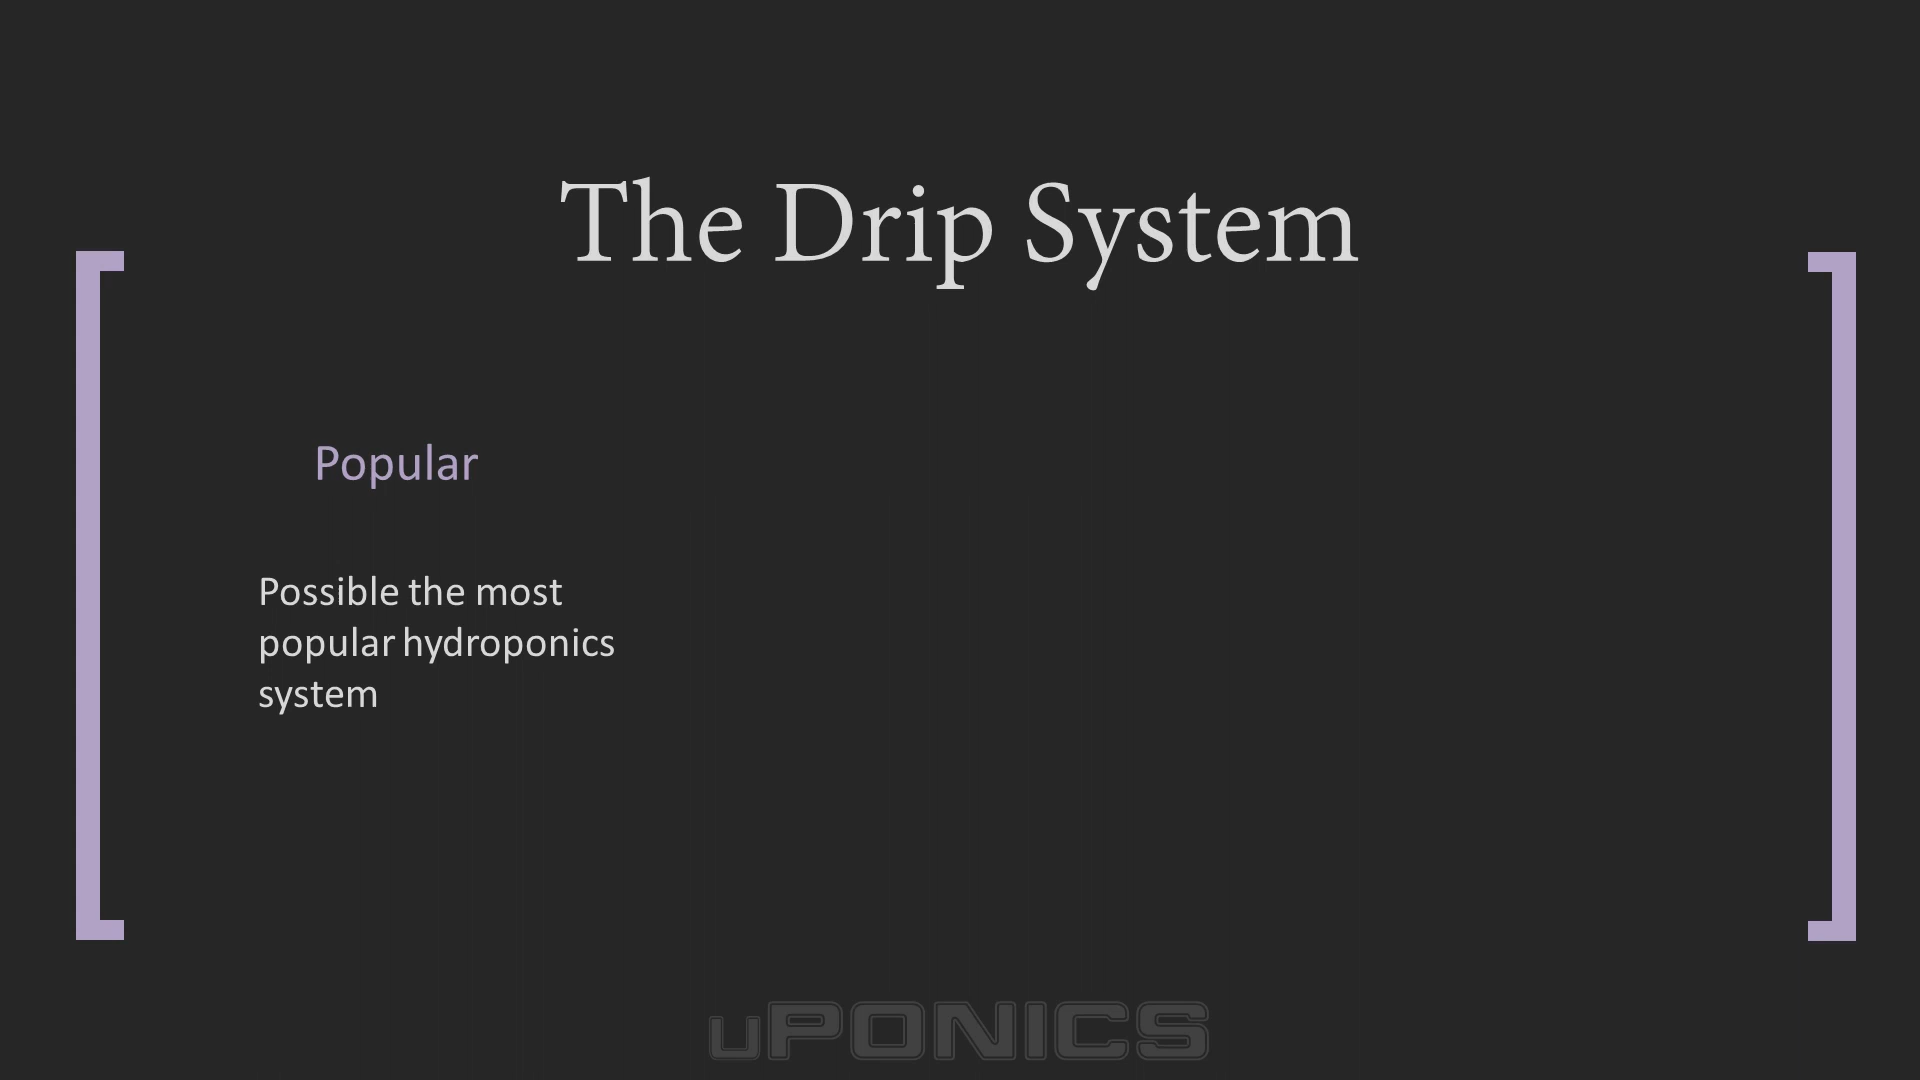 The Drip System
Popular
Possible the most
popular hydroponics
system
uPONICS